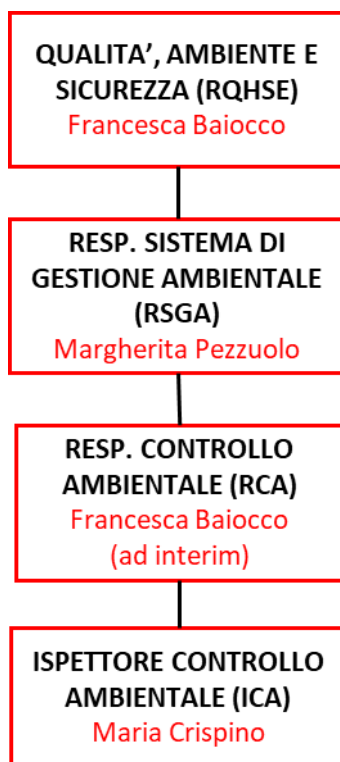 QUALITA’, AMBIENTE E
SICUREZZA (RQHSE)
Francesca Baiocco
RESP. SISTEMA DI
GESTIONE AMBIENTALE
(RSGA)
Margherita Pezzuolo
RESP. CONTROLLO
AMBIENTALE (RCA)
Francesca Baiocco
(ad interim)
ISPETTORE CONTROLLO
AMBIENTALE (ICA)
Maria Crispino